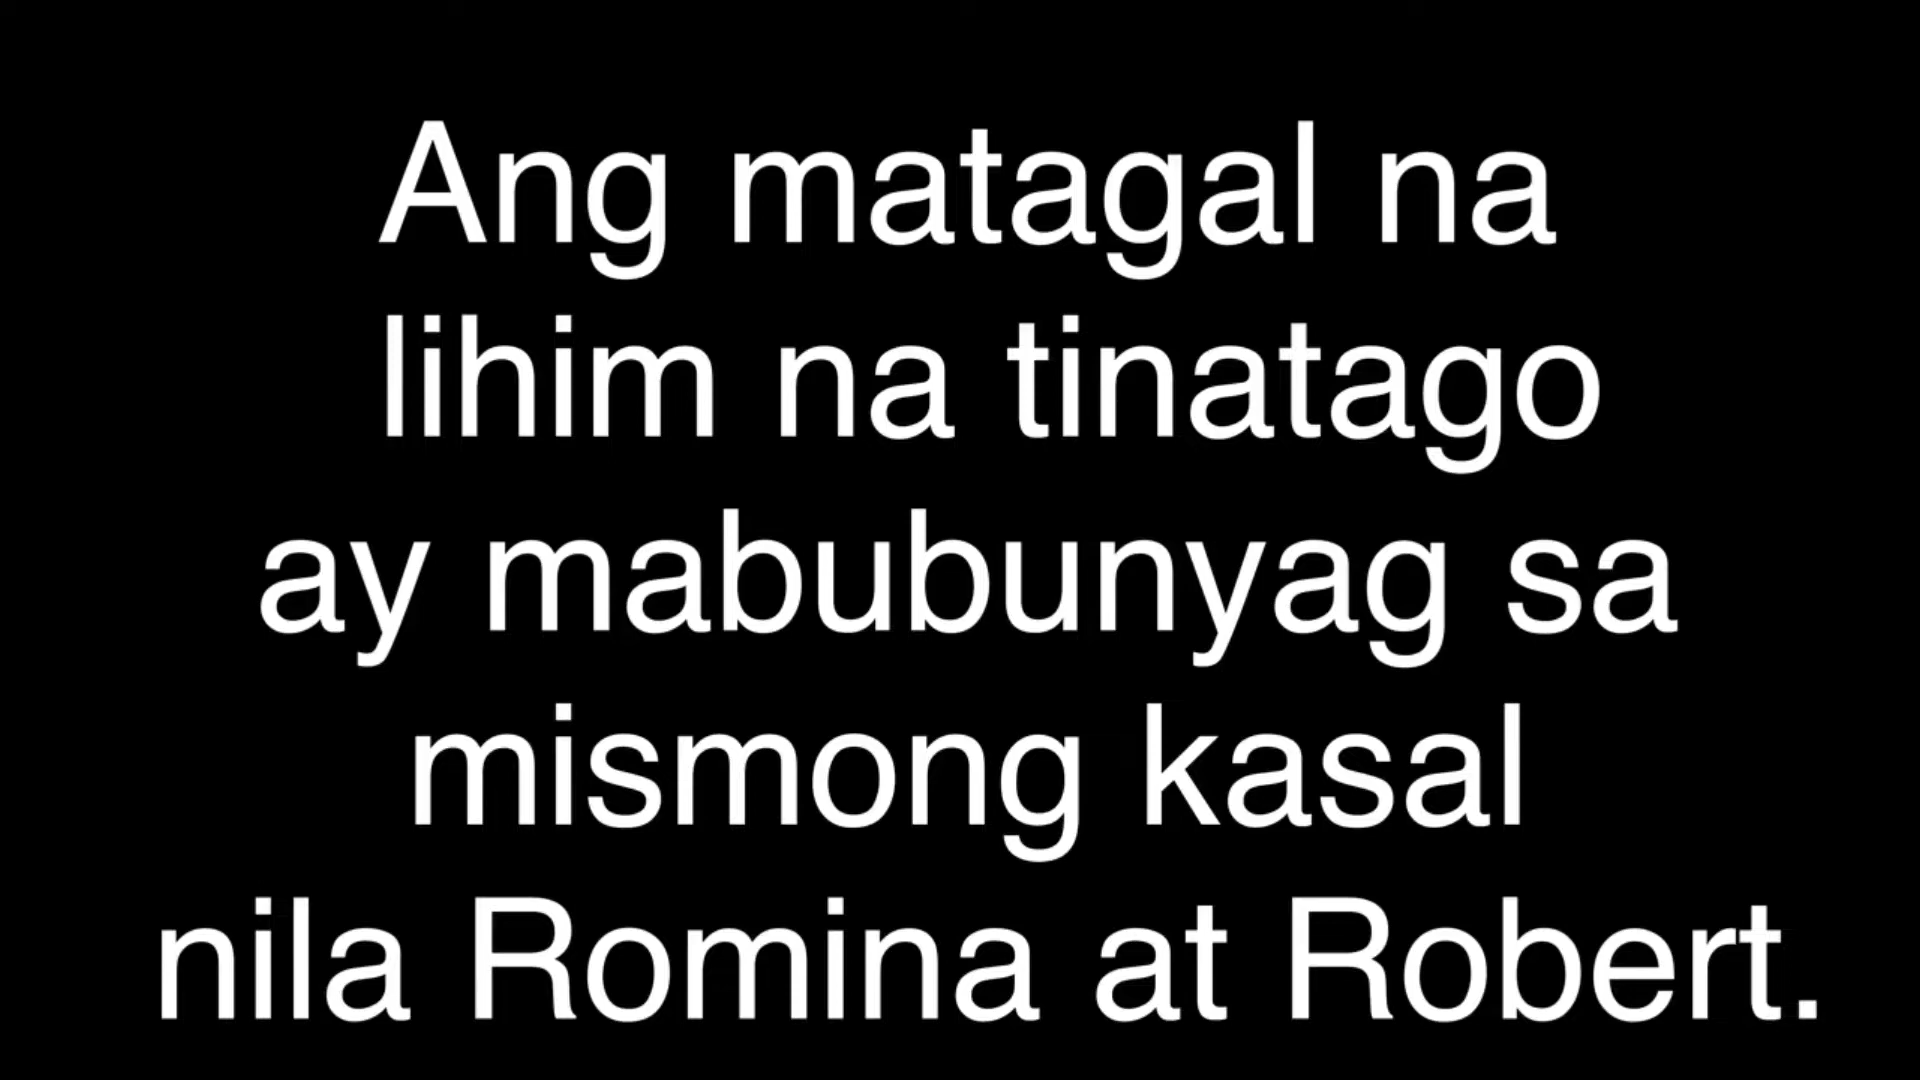 Ang matagal na
lihim na tinatago
ay mabubunyag sa
mismong kasal
nila Romina at Robert.